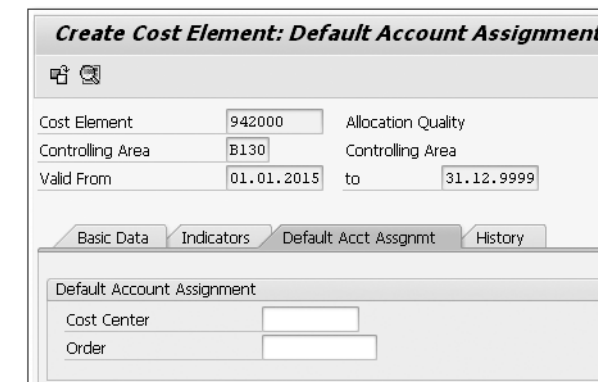 Create Cost Element: Default Account Assignment
Cost Element 942000 Allocation Quality
Controlling Area B130 Controlling Area
Valid From 01.01.2015 to 31.12.9999
Basic Data Indicators Default Acct Assgnmt History
Default Account Assignment
Cost Center
Order